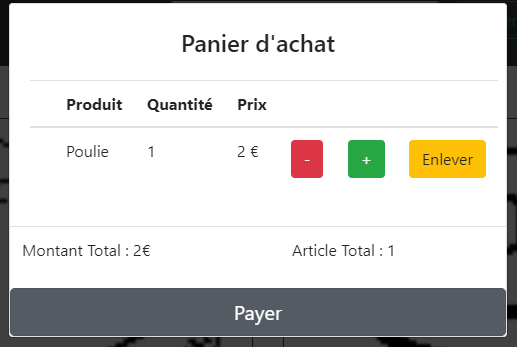 Panier d'achat
Produit Quantité Prix
Poulie 1 2 € - + Enlever
Montant Total : 2€ Article Total : 1
Payer